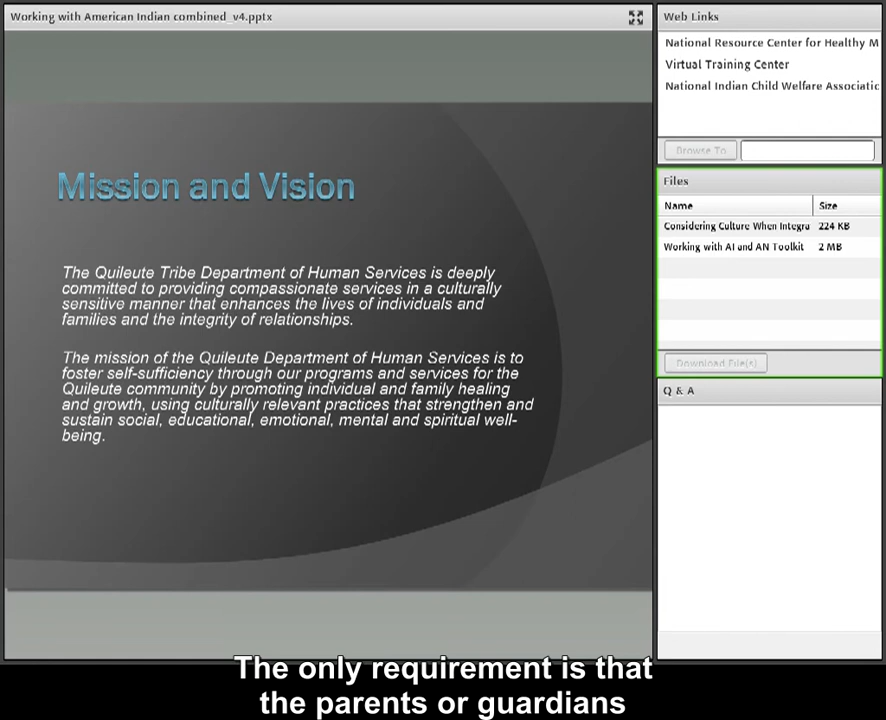 Working with American Indian combined_v4.pptx
Mission and Vision
The Quileute Tribe Department of Human Services is deeply
committed to providing compassionate services in a culturally
sensitive manner that enhances the lives of individuals and
families and the integrity of relationships.
The mission of the Quileute Department of Human Services is to
foster self-sufficiency through our programs and services for the
Quileute community by promoting individual and family healing
and growth, using culturally relevant practices that strengthen and
sustain social, educational, emotional, mental and spiritual well-
being.
Web Links
National Resource Center for Healthy M
Virtual Training Center
National Indian Child Welfare Associatic
Browse To
Files
Name Size
Considering Culture When Integra 224 KB
Working with AI and AN Toolkit 2 MB
Download File(s)
Q & A
The only requirement is that
the parents or guardians